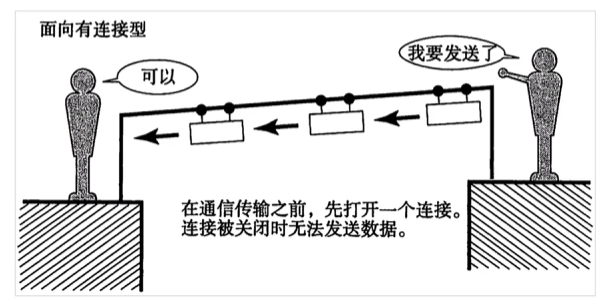 面向有连接型
我要发送了
可以
在通信传输之前，先打开一个连接。
连接被关闭时无法发送数据。